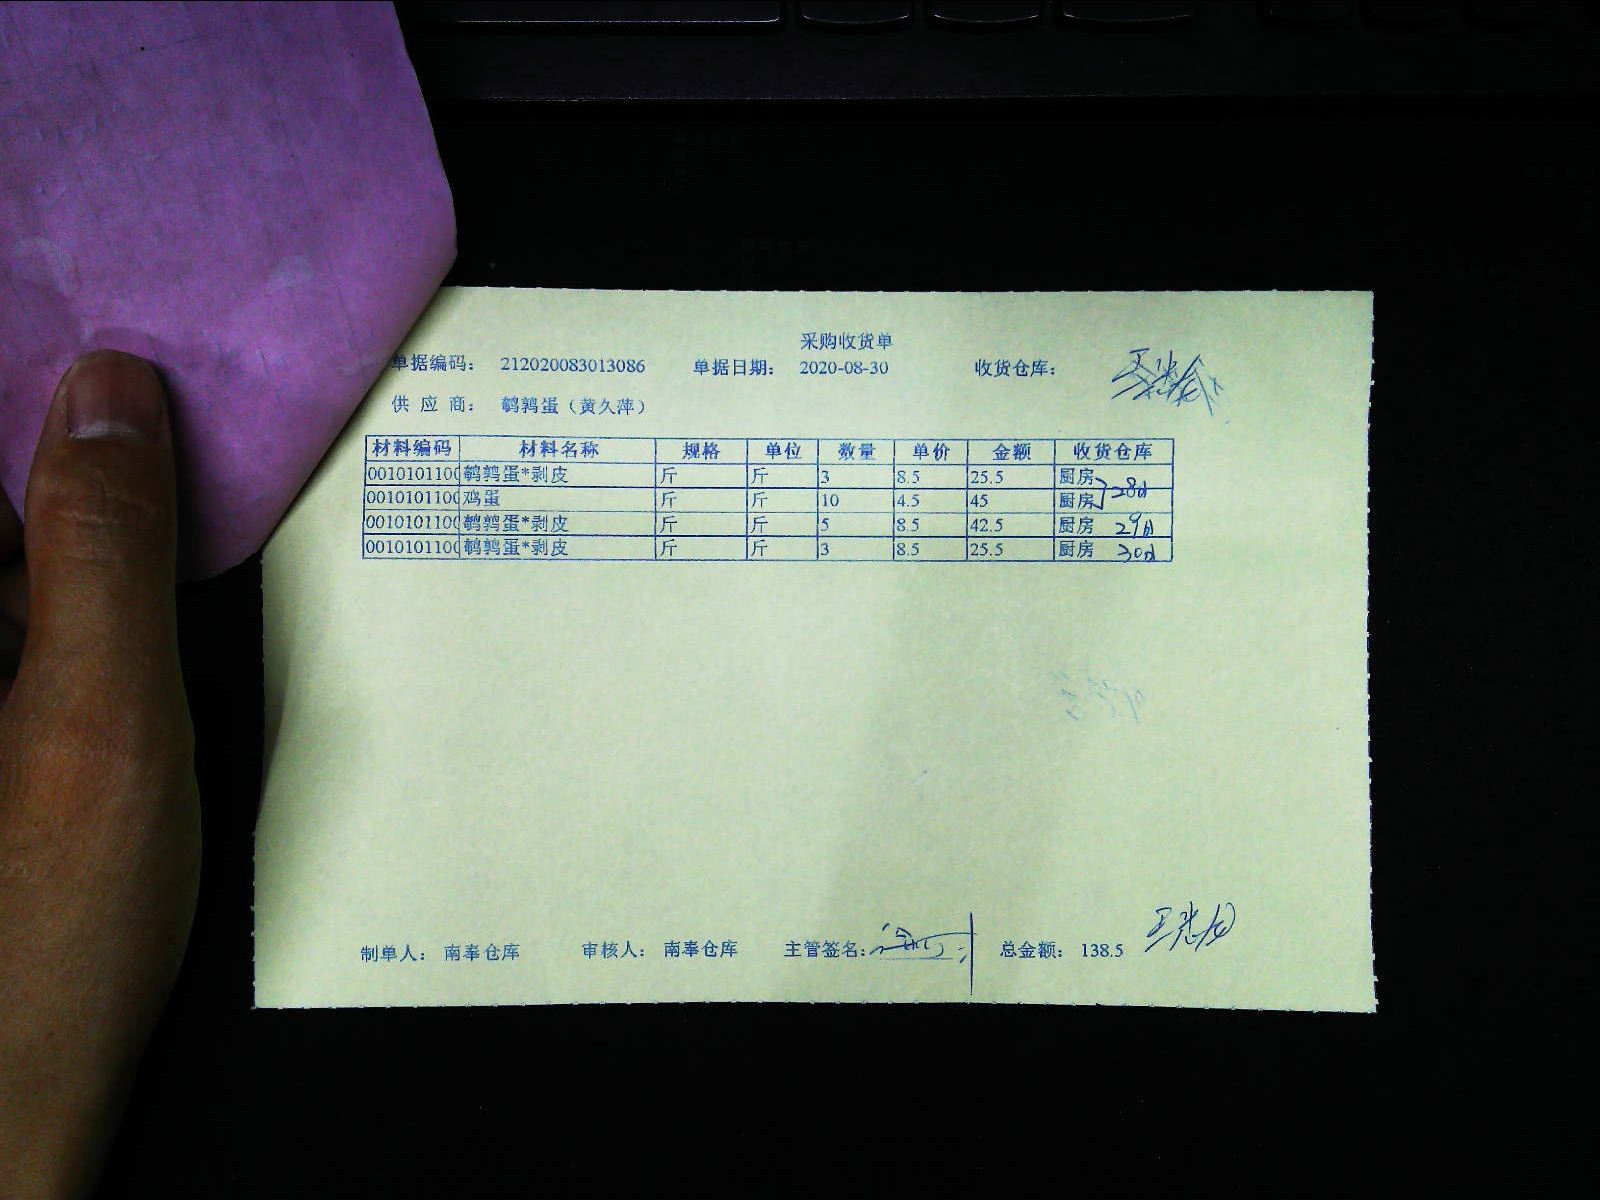 采购收货单
单据编码： 212020083013086 单据日期： 2020-08-30 收货仓库：
供 应 商： 鹌鹑蛋（黄久萍）
材料编码 材料名称 规格 单位 数量 单价 金额 收货仓库
0010101100 鹌鹑蛋*剥皮 斤 斤 3 8.5 25.5 厨房
0010101100 鸡蛋 斤 斤 10 4.5 45 厨房 28日
0010101100 鹌鹑蛋*剥皮 斤 斤 5 8.5 42.5 厨房 29日
0010101100 鹌鹑蛋*剥皮 斤 斤 3 8.5 25.5 厨房 30日
制单人： 南奉仓库 审核人： 南奉仓库 主管签名： 总金额： 138.5